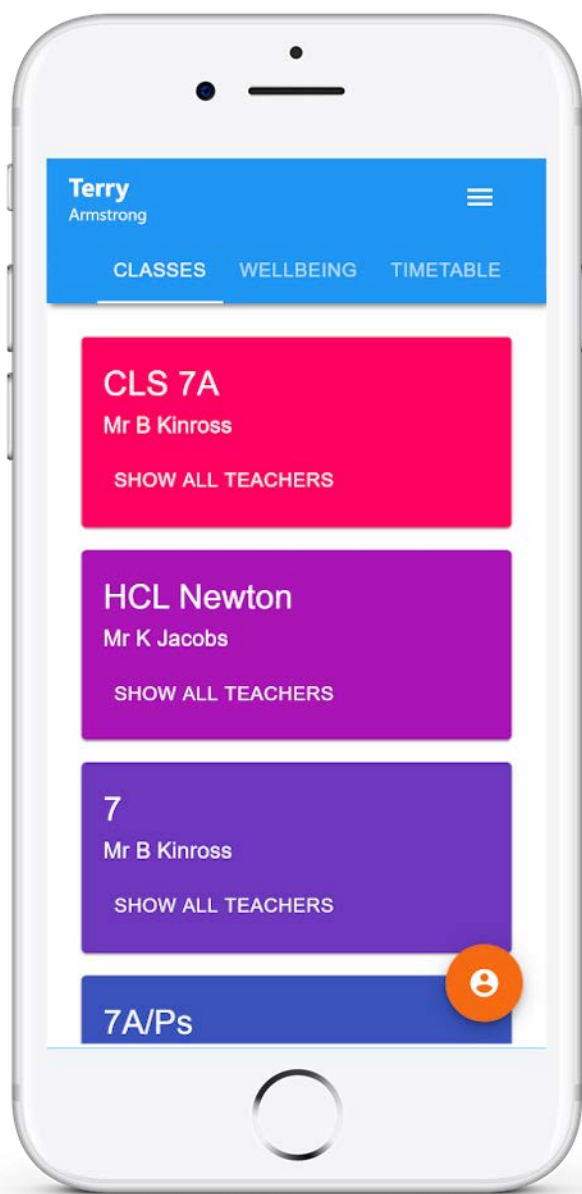 Terry
Armstrong
CLASSES WELLBEING TIMETABLE
CLS 7A
Mr B Kinross
SHOW ALL TEACHERS
HCL Newton
Mr K Jacobs
SHOW ALL TEACHERS
7
Mr B Kinross
SHOW ALL TEACHERS
7A/Ps